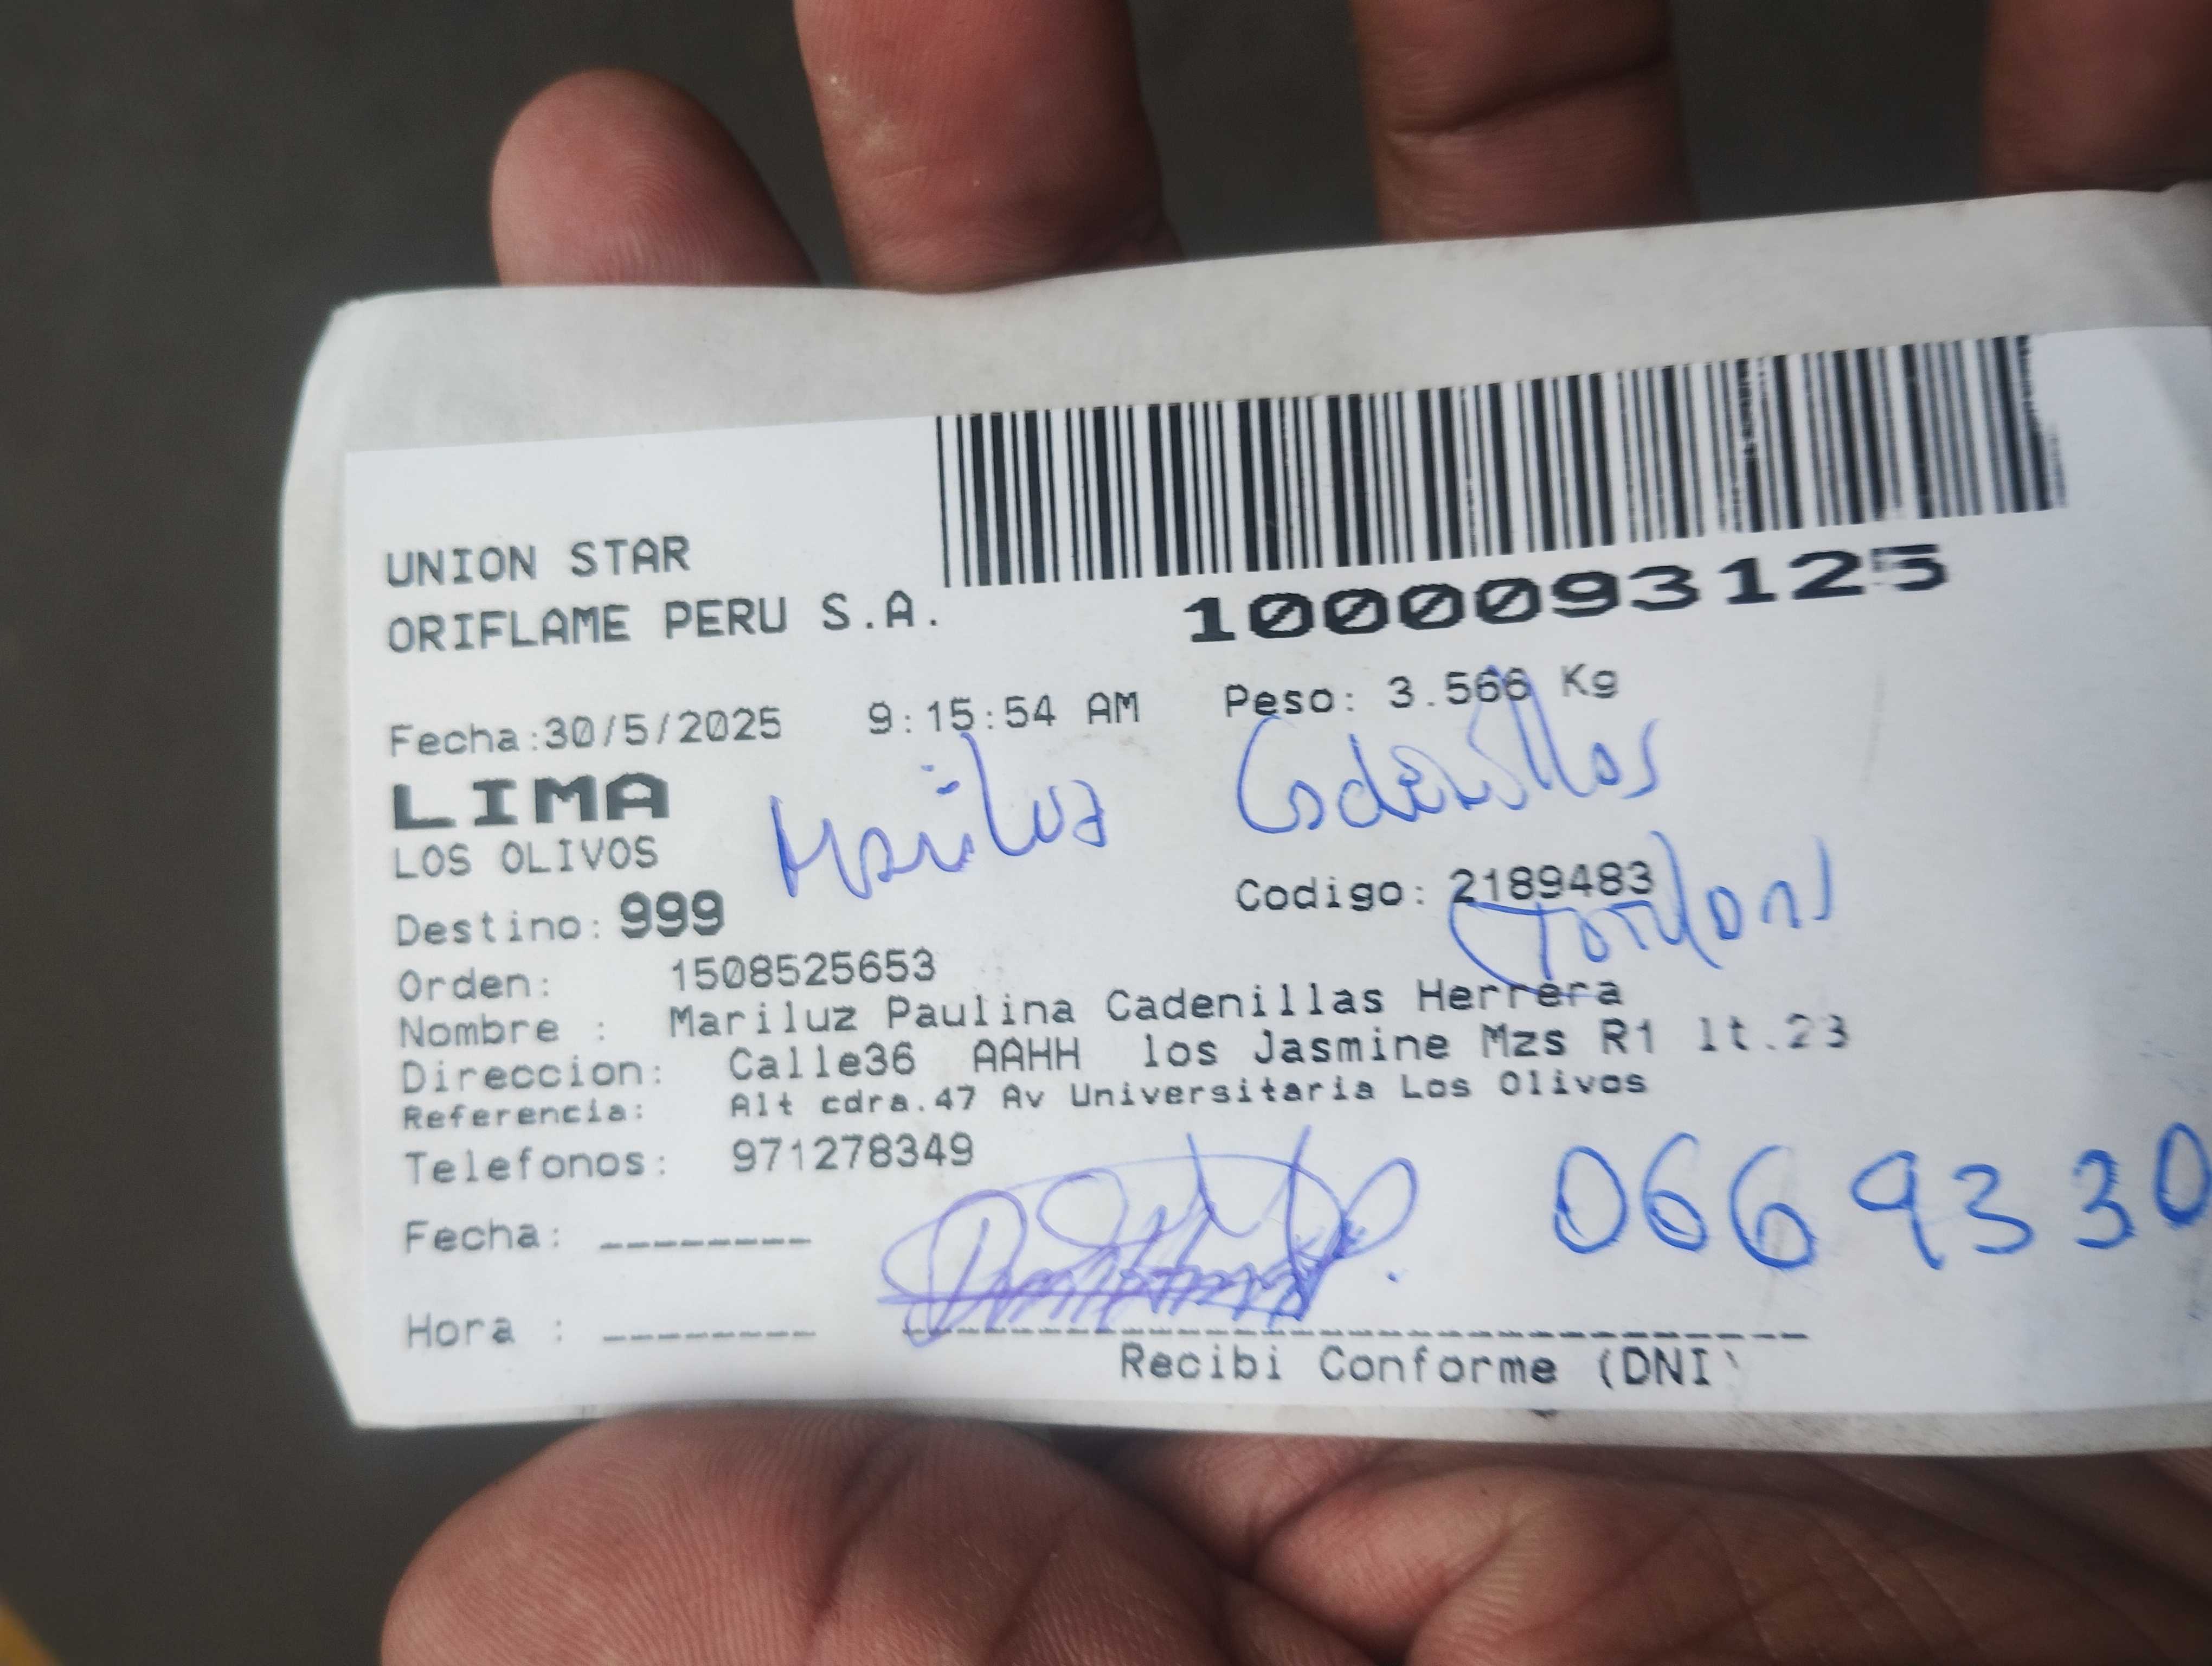 UNION STAR
ORIFLAME PERU S.A.
1000093125
Fecha:30/5/2025 9:15:54 AM Peso: 3.566 Kg
LIMA
Mariluz Cadenillas
LOS OLIVOS
Destino: 999 Codigo: 2189483
Orden: 1508525653
Nombre : Mariluz Paulina Cadenillas Herrera
Direccion: Calle36 AAHH los Jasmine Mzs R1 lt.23
Referencia: Alt cdra.47 Av Universitaria Los Olivos
Telefonos: 971278349
0669330
Fecha: --------
Hora : --------
Recibi Conforme (DNI)